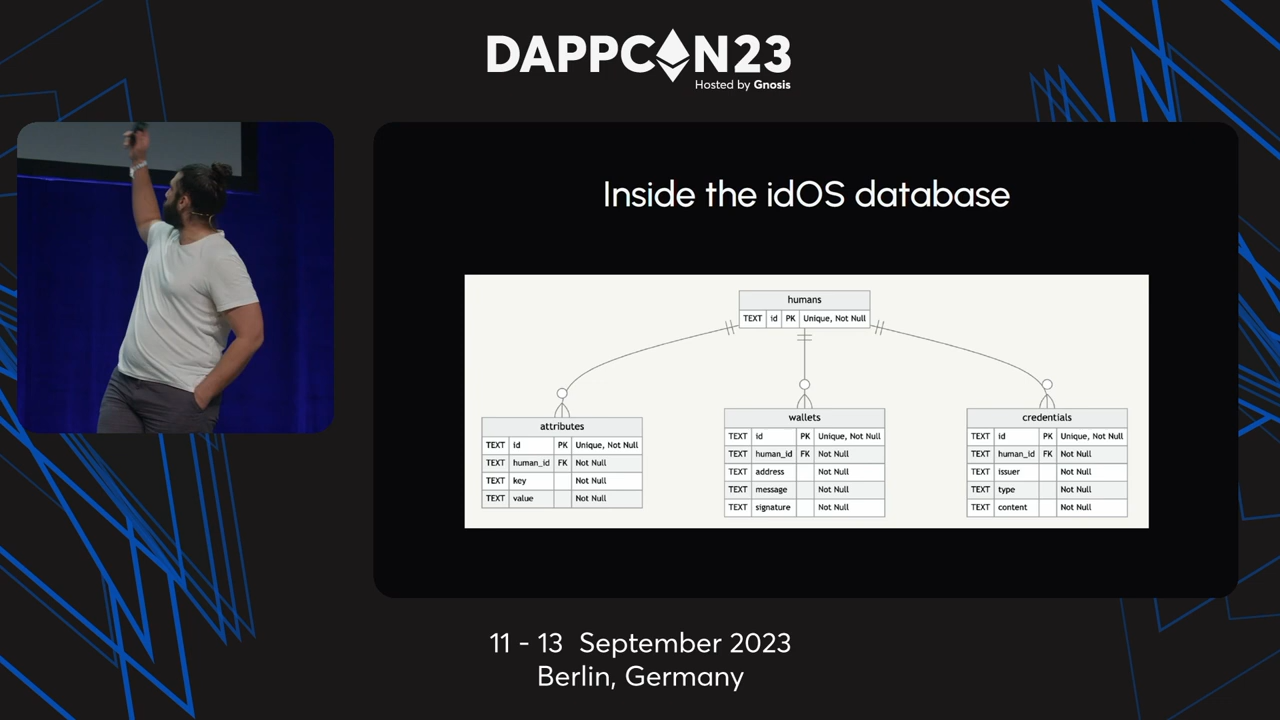 DAPPCON23
Hosted by Gnosis
Inside the idOS database
humans
TEXT id PK Unique, Not Null
attributes
TEXT id PK Unique, Not Null
TEXT human_id FK Not Null
TEXT key Not Null
TEXT value Not Null
wallets
TEXT id PK Unique, Not Null
TEXT human_id FK Not Null
TEXT address Not Null
TEXT message Not Null
TEXT signature Not Null
credentials
TEXT id PK Unique, Not Null
TEXT human_id FK Not Null
TEXT issuer Not Null
TEXT type Not Null
TEXT content Not Null
11 - 13 September 2023
Berlin, Germany